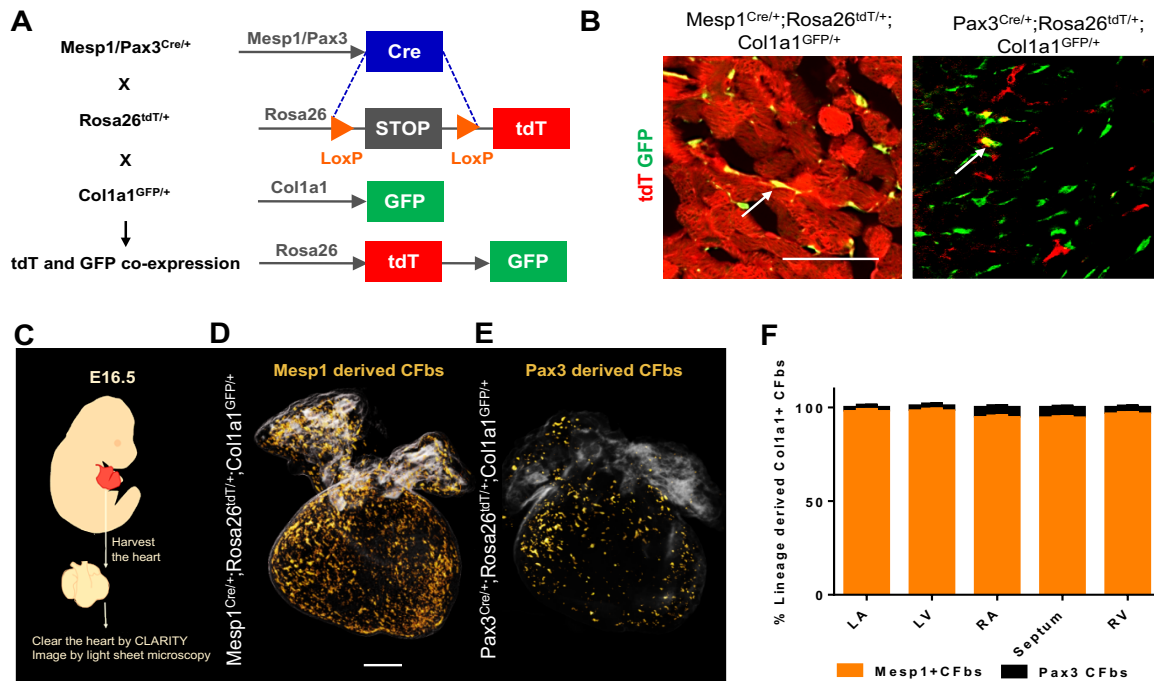 A
Mesp1/Pax3Cre/+
X
Rosa26tdT/+
X
Col1a1GFP/+
tdT and GFP co-expression
Mesp1/Pax3
Cre
Rosa26
STOP
tdT
LoxP
LoxP
Col1a1
GFP
Rosa26
tdT
GFP
B
Mesp1Cre/+;Rosa26tdT/+;
Col1a1GFP/+
Pax3Cre/+;Rosa26tdT/+;
Col1a1GFP/+
tdT GFP
C
E16.5
Harvest
the heart
Clear the heart by CLARITY
Image by light sheet microscopy
D
Mesp1 derived CFbs
Mesp1Cre/+;Rosa26tdT/+;Col1a1GFP/+
E
Pax3 derived CFbs
Pax3Cre/+;Rosa26tdT/+;Col1a1GFP/+
F
% Lineage derived Col1a1+ CFbs
100
50
0
LA
LV
RA
Septum
RV
Mesp1+CFbs
Pax3 CFbs